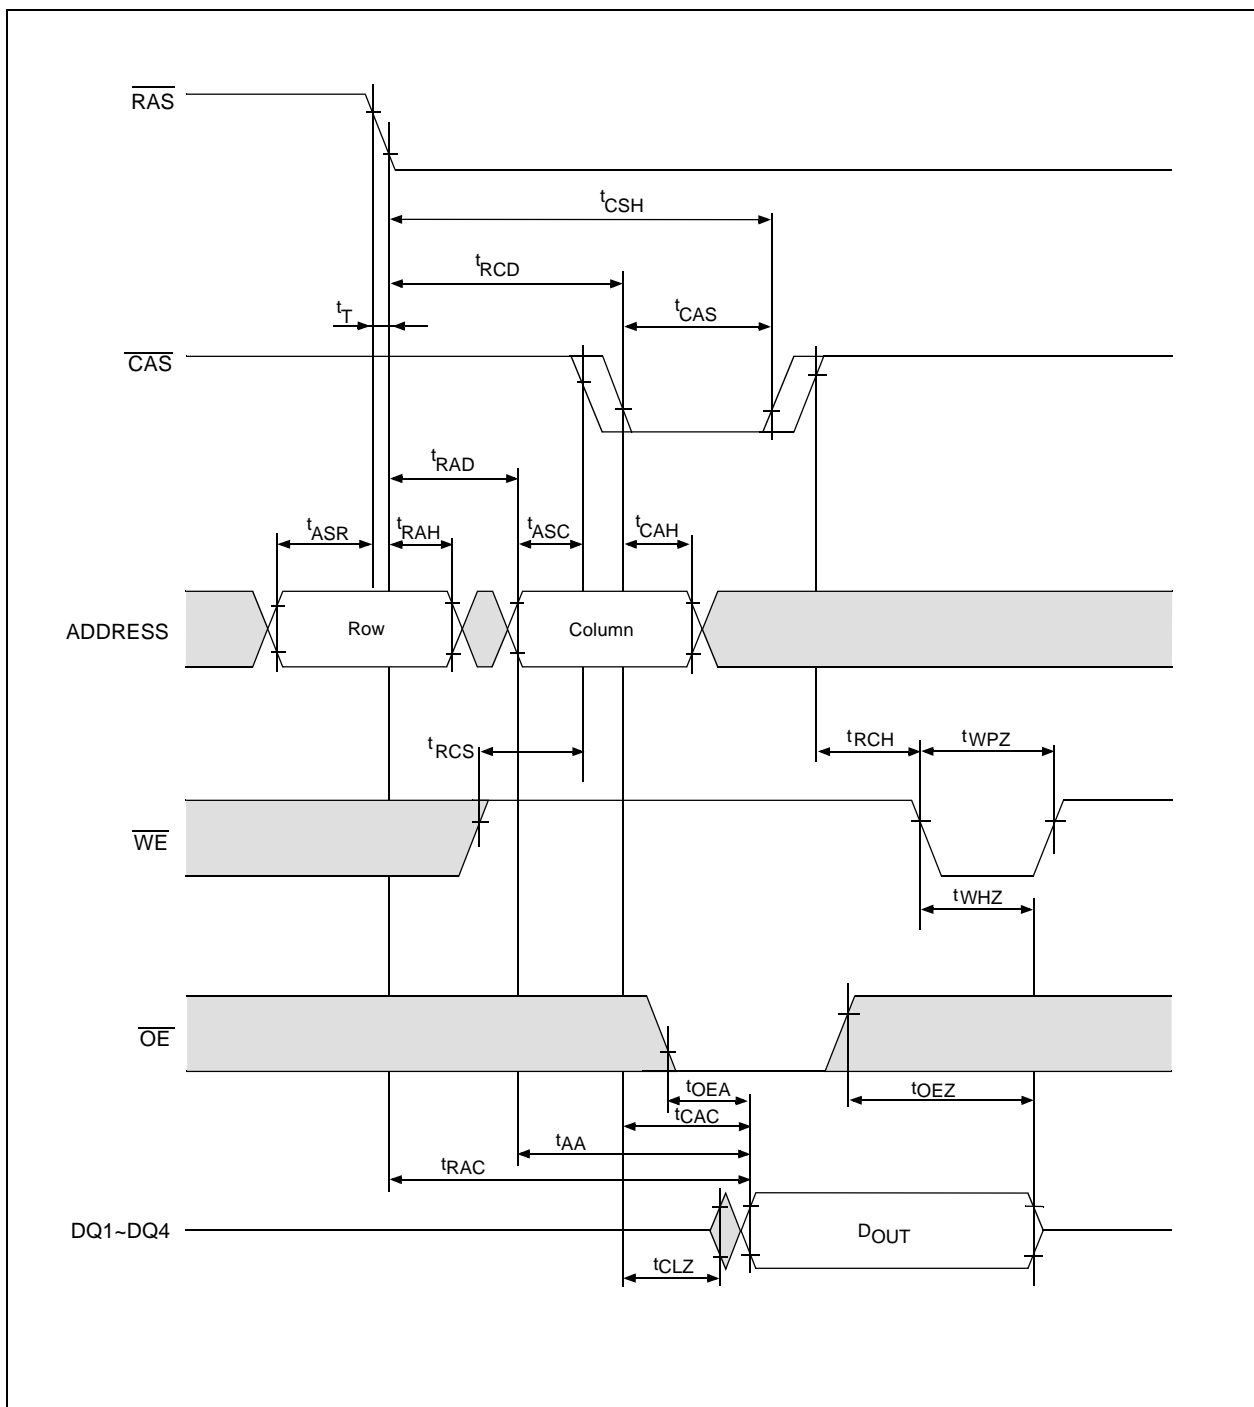 RAS
tCSH
tRCD
tT
tCAS
CAS
tRAD
tASR
tRAH
tASC
tCAH
ADDRESS
Row
Column
tRCS
tRCH
tWPZ
WE
tWHZ
OE
tOEA
tOEZ
tCAC
tAA
tRAC
DQ1~DQ4
DOUT
tCLZ